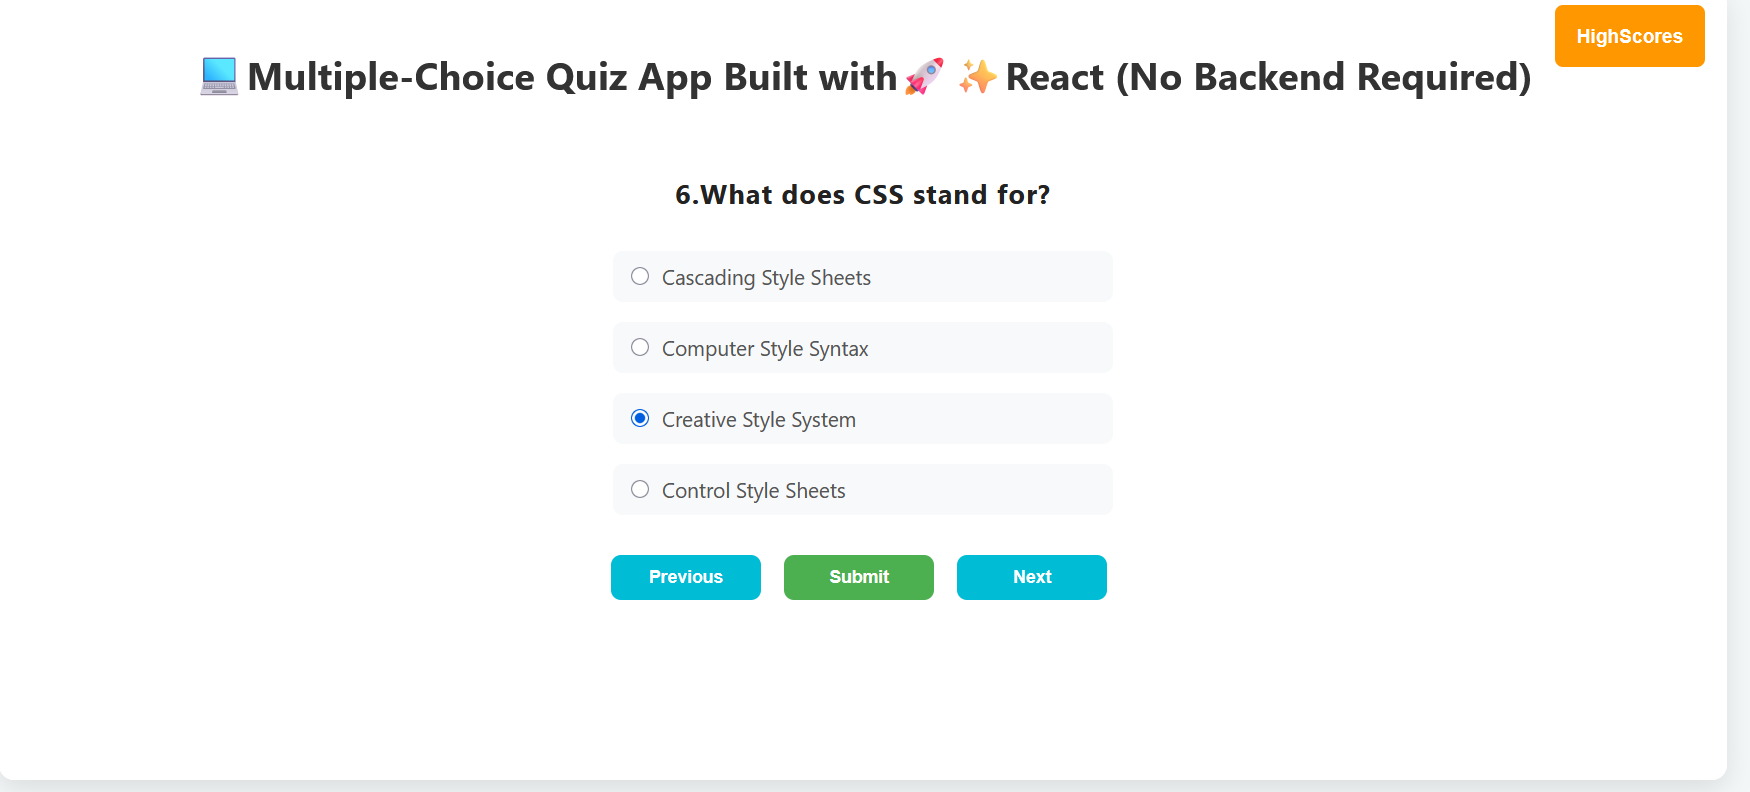 HighScores
💻 Multiple-Choice Quiz App Built with 🚀 ✨ React (No Backend Required)
6.What does CSS stand for?
Cascading Style Sheets
Computer Style Syntax
Creative Style System
Control Style Sheets
Previous Submit Next